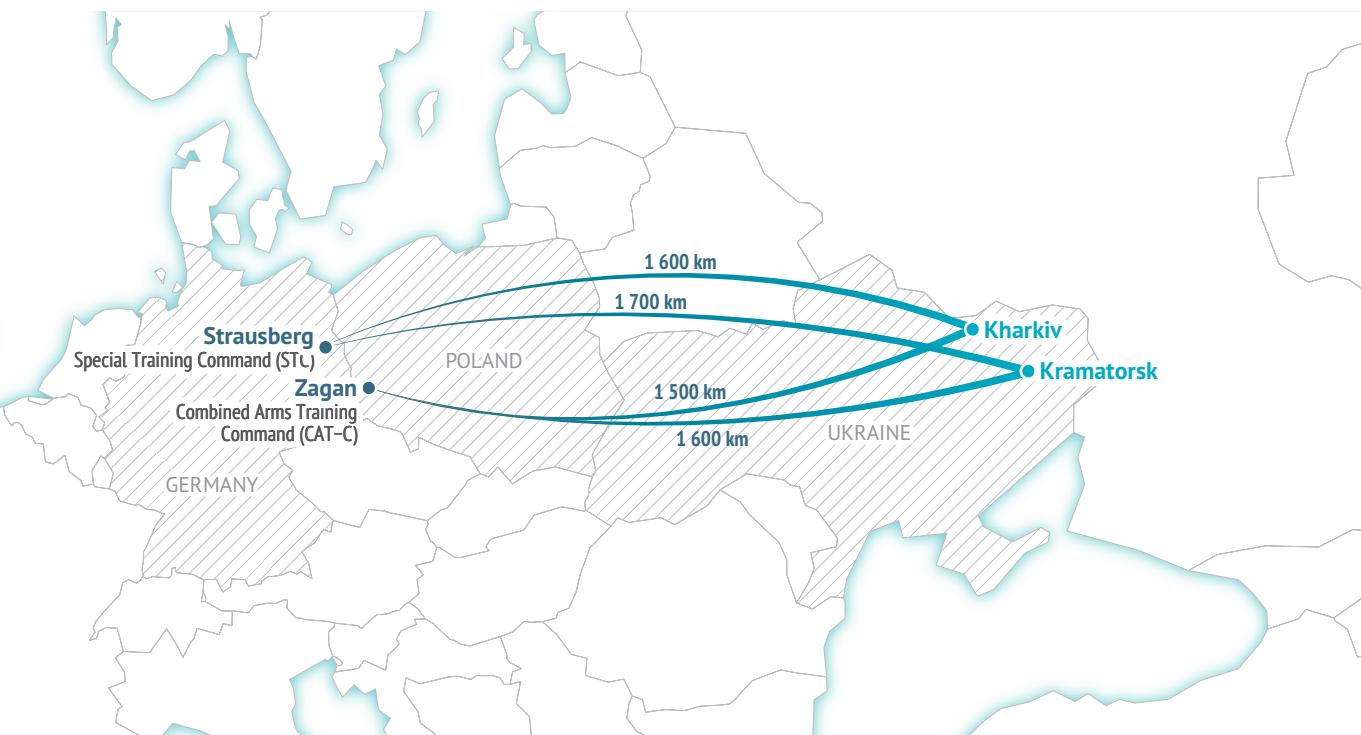 1 600 km
1 700 km
Strausberg
Special Training Command (STC)
Kharkiv
POLAND
Kramatorsk
Zagan
Combined Arms Training
Command (CAT-C)
1 500 km
1 600 km
UKRAINE
GERMANY